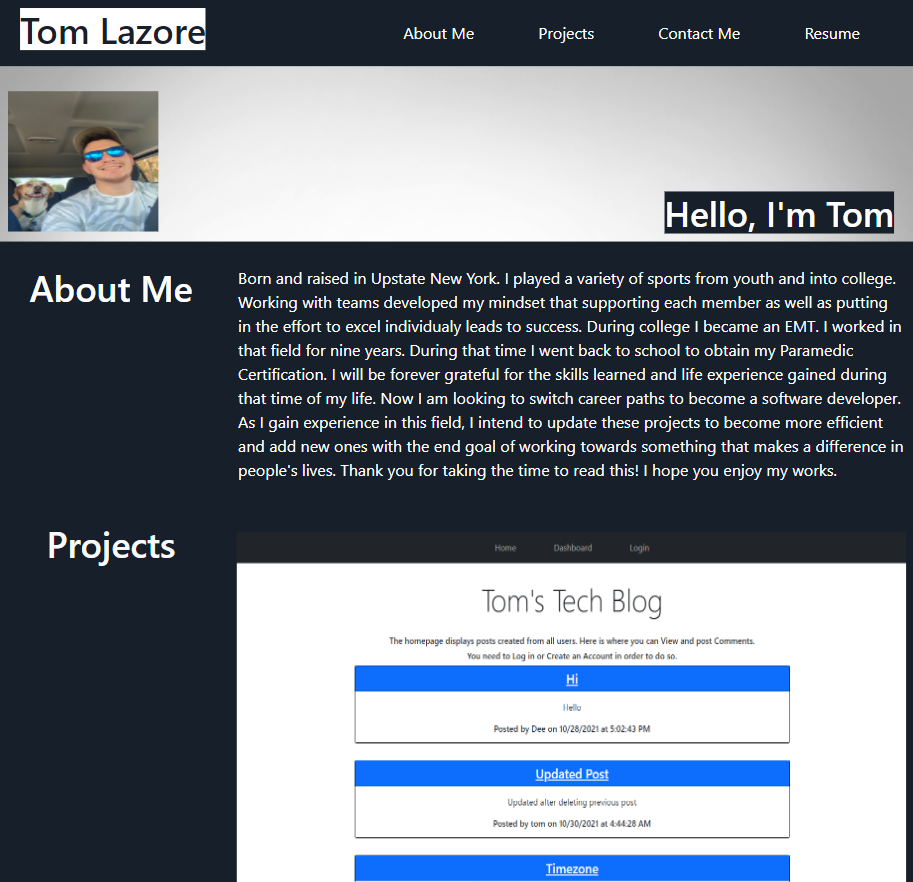 Tom Lazore
About Me
Projects
Contact Me
Resume
Hello, I'm Tom
About Me
Born and raised in Upstate New York. I played a variety of sports from youth and into college.
Working with teams developed my mindset that supporting each member as well as putting
in the effort to excel individualy leads to success. During college I became an EMT. I worked in
that field for nine years. During that time I went back to school to obtain my Paramedic
Certification. I will be forever grateful for the skills learned and life experience gained during
that time of my life. Now I am looking to switch career paths to become a software developer.
As I gain experience in this field, I intend to update these projects to become more efficient
and add new ones with the end goal of working towards something that makes a difference in
people's lives. Thank you for taking the time to read this! I hope you enjoy my works.
Projects
Home
Dashboard
Login
Tom's Tech Blog
The homepage displays posts created from all users. Here is where you can View and post Comments.
You need to Log in or Create an Account in order to do so.
Hi
Hello
Posted by Dee on 10/28/2021 at 5:02:43 PM
Updated Post
Updated after deleting previous post
Posted by tom on 10/30/2021 at 4:44:28 AM
Timezone